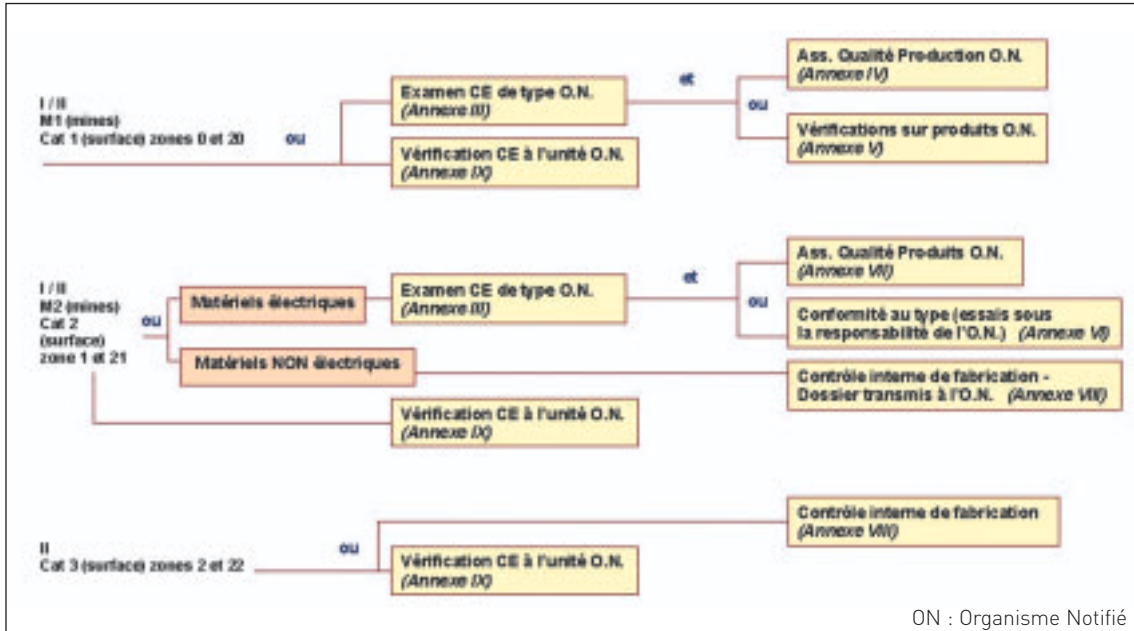 I / II
M1 (mines)
Cat 1 (surface) zones 0 et 20
ou
Examen CE de type O.N.
(Annexe III)
Vérification CE à l'unité O.N.
(Annexe IX)
et
ou
Ass. Qualité Production O.N.
(Annexe IV)
Vérifications sur produits O.N.
(Annexe V)
I / II
M2 (mines)
Cat 2
(surface)
zone 1 et 21
ou
Matériels électriques
Matériels NON électriques
Examen CE de type O.N.
(Annexe III)
Vérification CE à l'unité O.N.
(Annexe IX)
et
ou
Ass. Qualité Produits O.N.
(Annexe VII)
Conformité au type (essais sous
la responsabilité de l'O.N.) (Annexe VI)
Contrôle interne de fabrication -
Dossier transmis à l'O.N. (Annexe VIII)
II
Cat 3 (surface) zones 2 et 22
ou
Contrôle interne de fabrication
(Annexe VIII)
Vérification CE à l'unité O.N.
(Annexe IX)
ON : Organisme Notifié